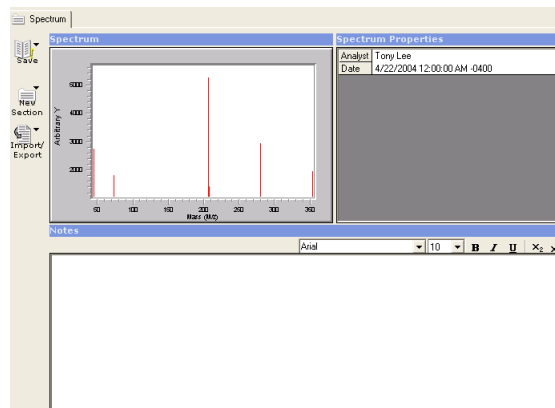 Spectrum
Save
New
Section
Import/
Export
Spectrum
Arbitrary Y
5000
4000
3000
2000
50 100 150 200 250 300 350
Mass (M/z)
Spectrum Properties
Analyst Tony Lee
Date 4/22/2004 12:00:00 AM -0400
Notes
Arial 10 B I U X₂